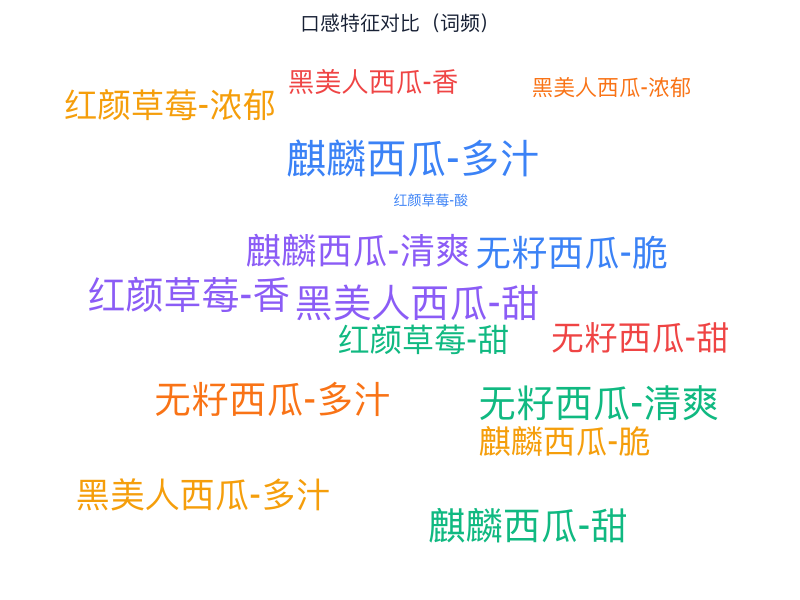 口感特征对比（词频）
黑美人西瓜-香
黑美人西瓜-浓郁
红颜草莓-浓郁
麒麟西瓜-多汁
红颜草莓-酸
麒麟西瓜-清爽
无籽西瓜-脆
红颜草莓-香
黑美人西瓜-甜
红颜草莓-甜
无籽西瓜-甜
无籽西瓜-多汁
无籽西瓜-清爽
麒麟西瓜-脆
黑美人西瓜-多汁
麒麟西瓜-甜